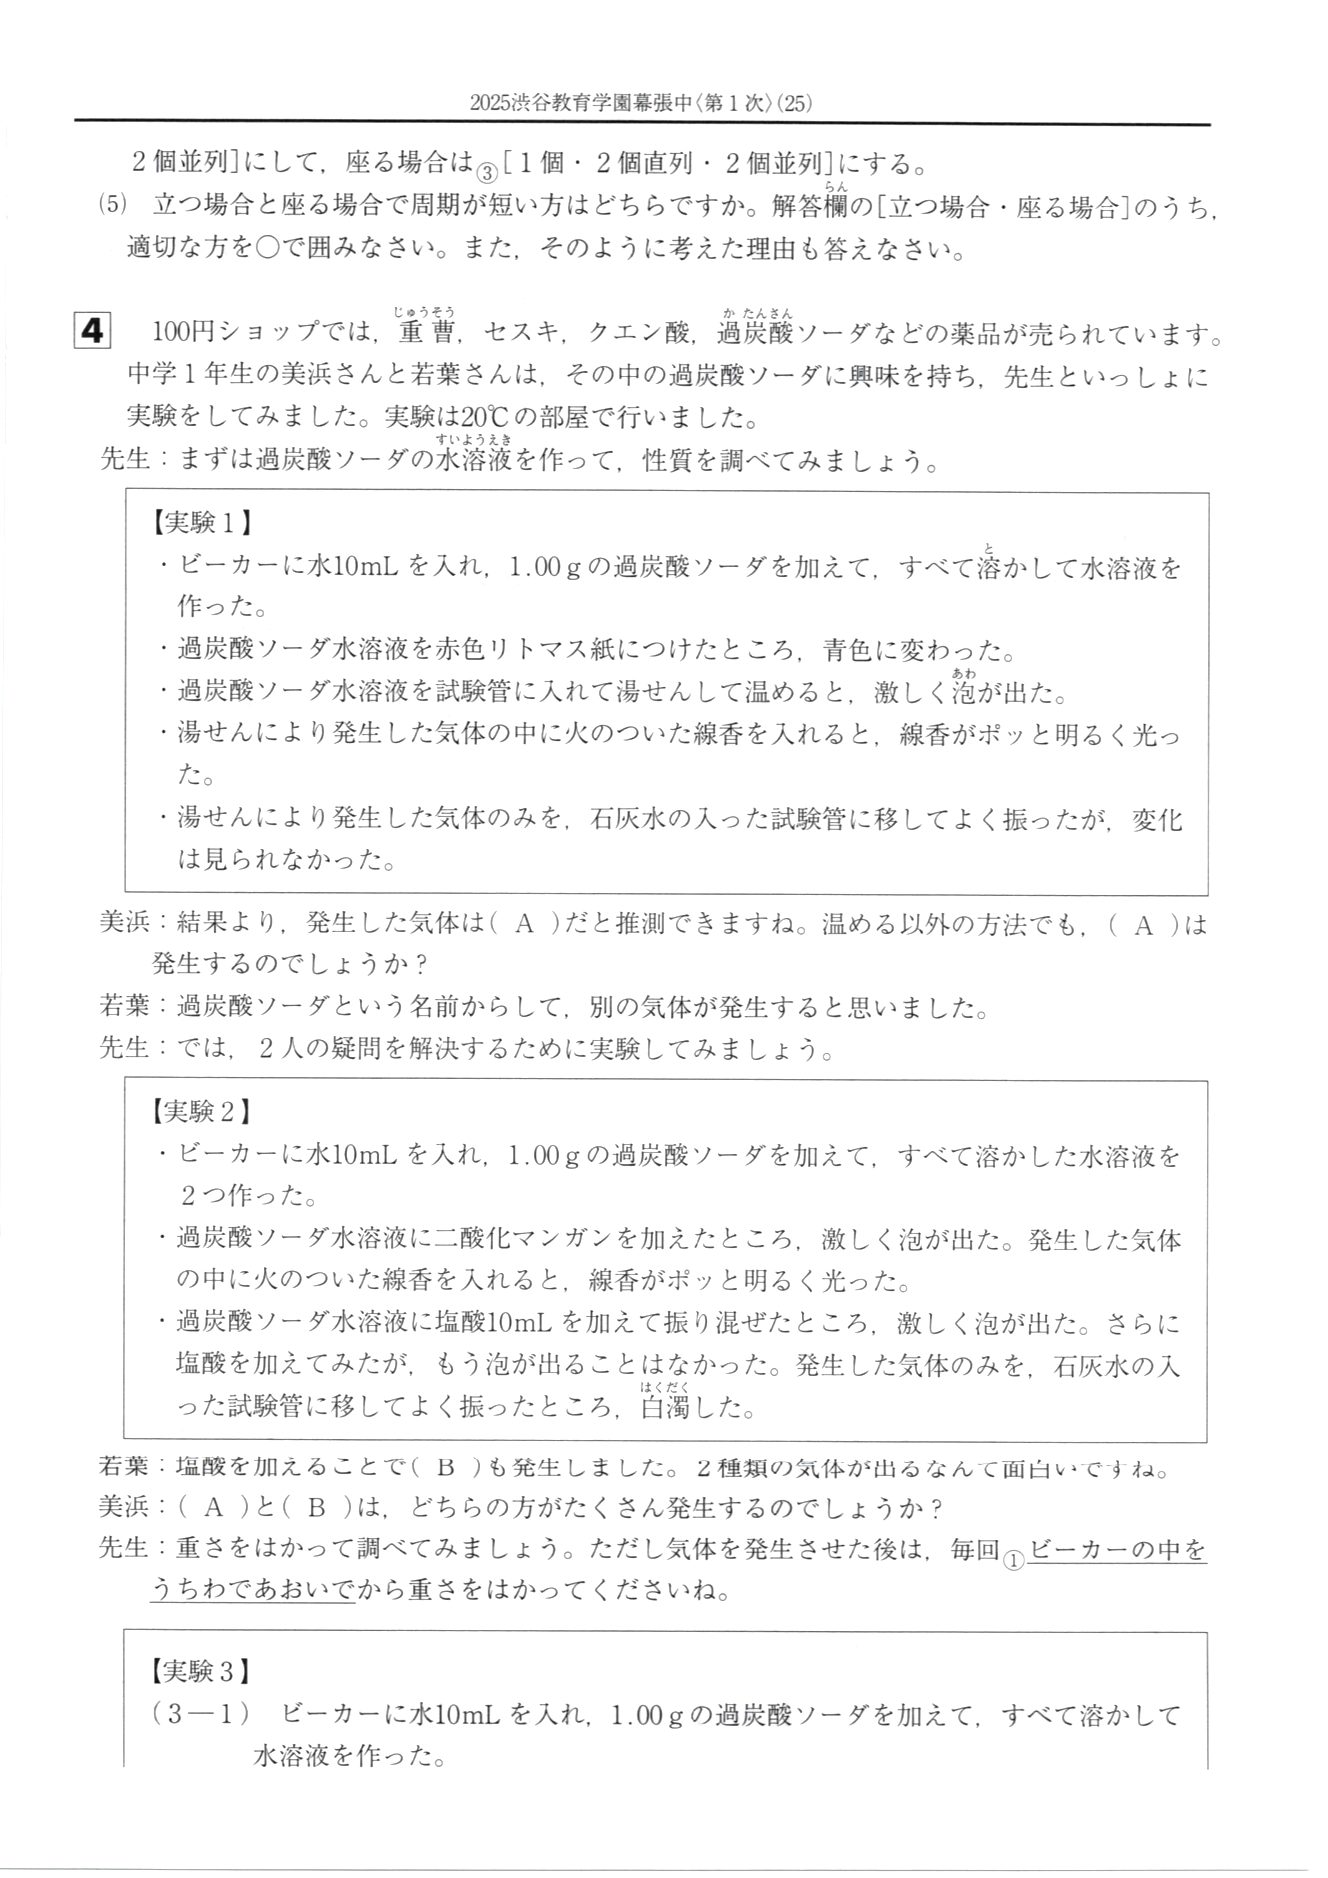 2025渋谷教育学園幕張中〈第1次〉(25)
2個並列]にして，座る場合は③[1個・2個直列・2個並列]にする。
(5) 立つ場合と座る場合で周期が短い方はどちらですか。解答欄の[立つ場合・座る場合]のうち，
らん
適切な方を○で囲みなさい。また，そのように考えた理由も答えなさい。
4 100円ショップでは，重曹，セスキ，クエン酸，過炭酸ソーダなどの薬品が売られています。
じゅうそう かたんさん
中学1年生の美浜さんと若葉さんは，その中の過炭酸ソーダに興味を持ち，先生といっしょに
実験をしてみました。実験は20℃の部屋で行いました。
すいようえき
先生：まずは過炭酸ソーダの水溶液を作って，性質を調べてみましょう。
【実験1】
と
・ビーカーに水10mLを入れ，1.00gの過炭酸ソーダを加えて，すべて溶かして水溶液を
作った。
・過炭酸ソーダ水溶液を赤色リトマス紙につけたところ，青色に変わった。
あわ
・過炭酸ソーダ水溶液を試験管に入れて湯せんして温めると，激しく泡が出た。
・湯せんにより発生した気体の中に火のついた線香を入れると，線香がポッと明るく光っ
た。
・湯せんにより発生した気体のみを，石灰水の入った試験管に移してよく振ったが，変化
は見られなかった。
美浜：結果より，発生した気体は( A )だと推測できますね。温める以外の方法でも，( A )は
発生するのでしょうか？
若葉：過炭酸ソーダという名前からして，別の気体が発生すると思いました。
先生：では，2人の疑問を解決するために実験してみましょう。
【実験2】
・ビーカーに水10mLを入れ，1.00gの過炭酸ソーダを加えて，すべて溶かした水溶液を
2つ作った。
・過炭酸ソーダ水溶液に二酸化マンガンを加えたところ，激しく泡が出た。発生した気体
の中に火のついた線香を入れると，線香がポッと明るく光った。
・過炭酸ソーダ水溶液に塩酸10mLを加えて振り混ぜたところ，激しく泡が出た。さらに
塩酸を加えてみたが，もう泡が出ることはなかった。発生した気体のみを，石灰水の入
はくだく
った試験管に移してよく振ったところ，白濁した。
若葉：塩酸を加えることで( B )も発生しました。2種類の気体が出るなんて面白いですね。
美浜：( A )と( B )は，どちらの方がたくさん発生するのでしょうか？
先生：重さをはかって調べてみましょう。ただし気体を発生させた後は，毎回①ビーカーの中を
うちわであおいでから重さをはかってくださいね。
【実験3】
(3―1) ビーカーに水10mLを入れ，1.00gの過炭酸ソーダを加えて，すべて溶かして
水溶液を作った。